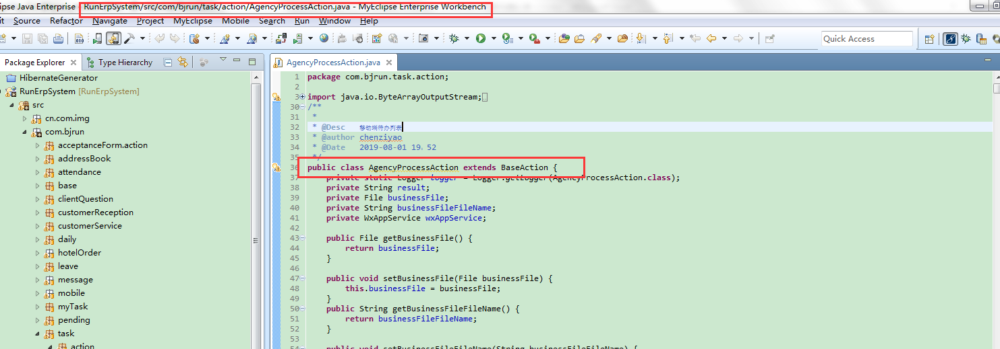 ipse Java Enterprise - RunErpSystem/src/com/bjrun/task/action/AgencyProcessAction.java - MyEclipse Enterprise Workbench
it Source Refactor Navigate Project MyEclipse Mobile Search Run Window Help
Quick Access
Package Explorer
Type Hierarchy
HibernateGenerator
RunErpSystem [RunErpSystem]
src
cn.com.img
com.bjrun
acceptanceForm.action
addressBook
attendance
base
clientQuestion
customerReception
customerService
daily
hotelOrder
leave
message
mobile
myTask
pending
task
action
AgencyProcessAction.java
1 package com.bjrun.task.action;
2
3 import java.io.ByteArrayOutputStream;
30 /**
31 *
32 * @Desc 移动端待办列表
33 * @author chenziyao
34 * @Date 2019-08-01 19：52
35 */
36 public class AgencyProcessAction extends BaseAction {
37 private static Logger logger = Logger.getLogger(AgencyProcessAction.class);
38 private String result;
39 private File businessFile;
40 private String businessFileFileName;
41 private WxAppService wxAppService;
42
43 public File getBusinessFile() {
44 return businessFile;
45 }
46
47 public void setBusinessFile(File businessFile) {
48 this.businessFile = businessFile;
49 }
50 public String getBusinessFileFileName() {
51 return businessFileFileName;
52 }
53
54 public void setBusinessFileFileName(String businessFileFileName) {